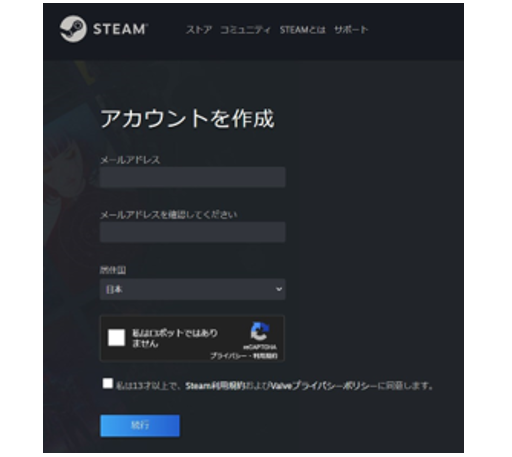 STEAM
ストア コミュニティ STEAMとは サポート
アカウントを作成
メールアドレス
メールアドレスを確認してください
居住国
日本
私はロボットではあり
ません
reCAPTCHA
プライバシー - 利用規約
私は13才以上で、Steam利用規約およびValveプライバシーポリシーに同意します。
続行